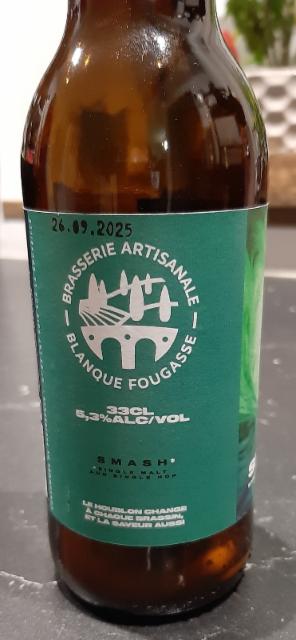 26.09.2025
BRASSERIE ARTISANALE
BLANQUE FOUGASSE
33CL
5,3%ALC/VOL
SMASH*
*SINGLE MALT
AND SINGLE HOP
LE HOUBLON CHANGE
À CHAQUE BRASSIN,
ET LA SAVEUR AUSSI
S